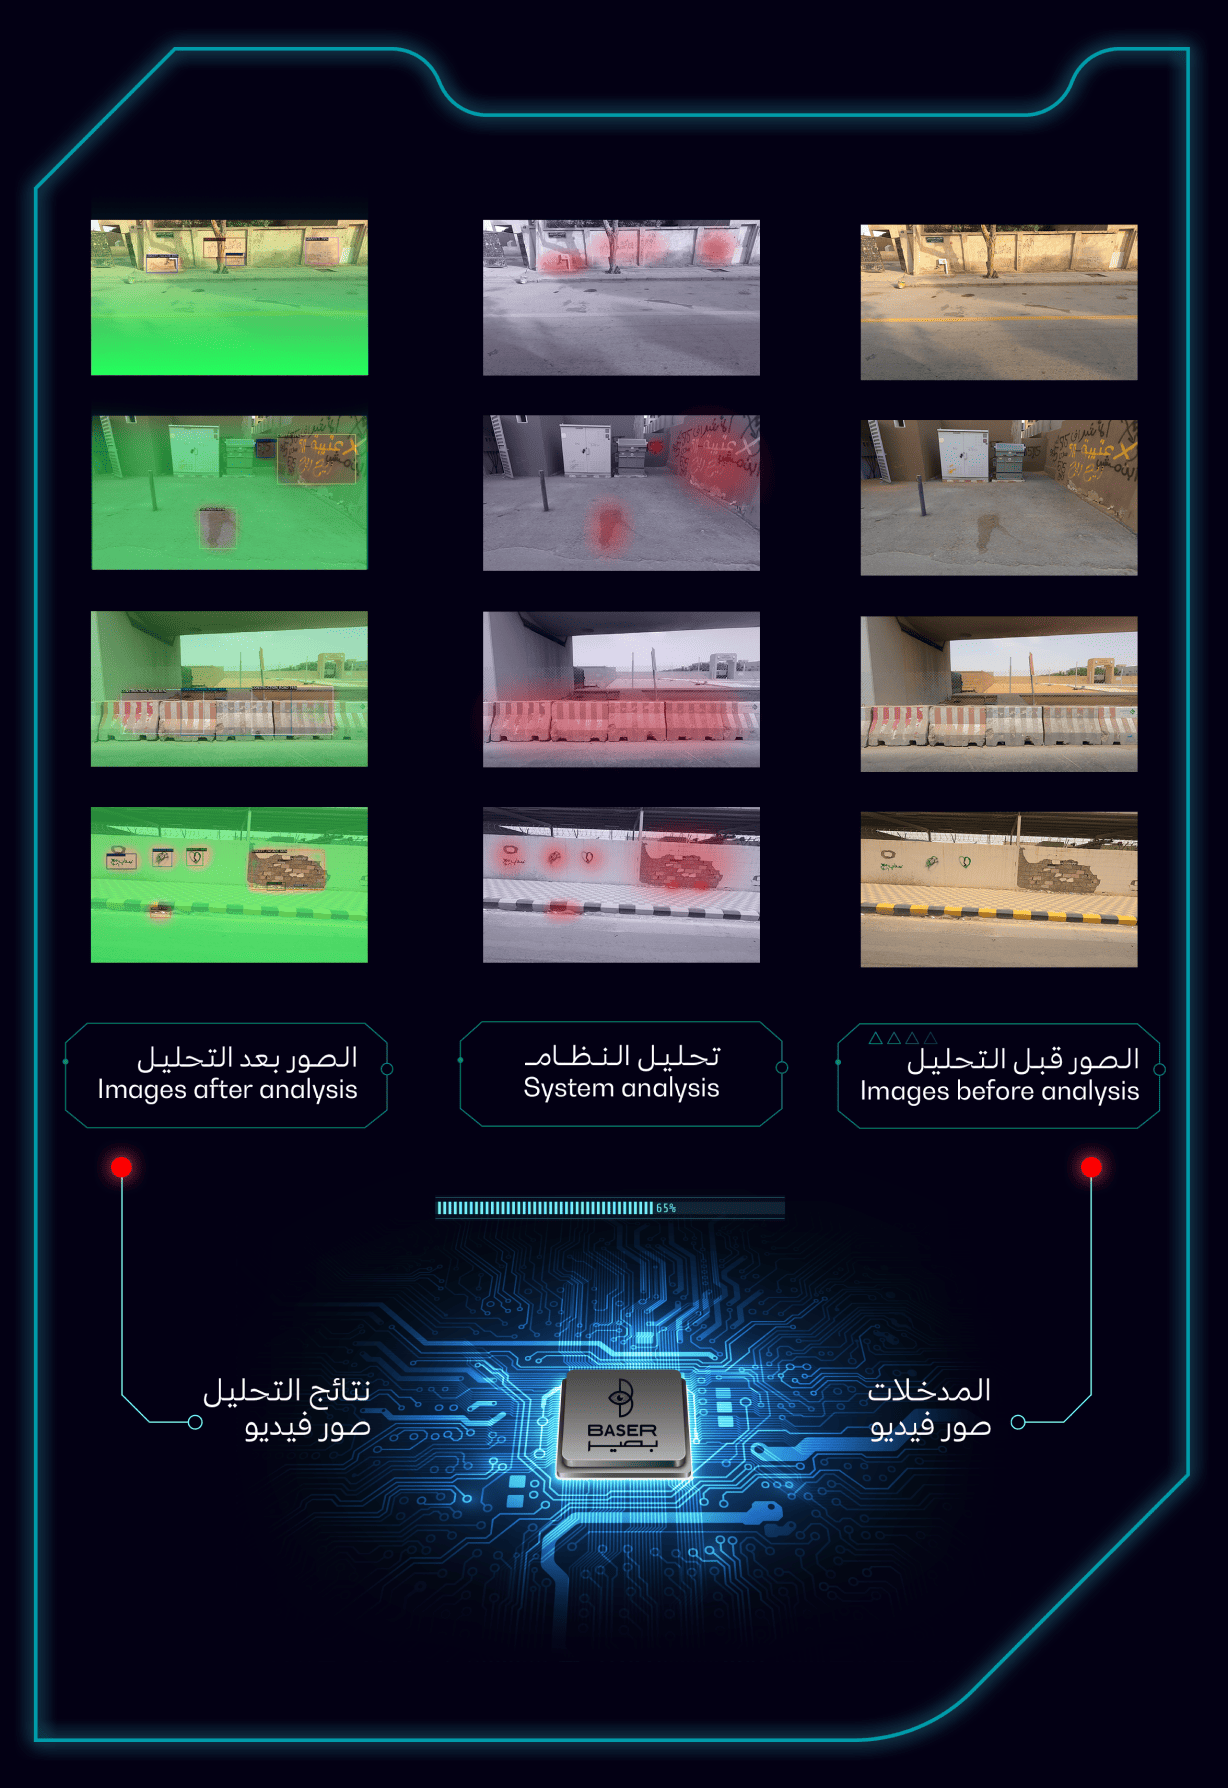 الصور قبل التحليل
Images before analysis
تحليل النظام
System analysis
الصور بعد التحليل
Images after analysis
65%
المدخلات
صور فيديو
BASER
بصير
نتائج التحليل
صور فيديو